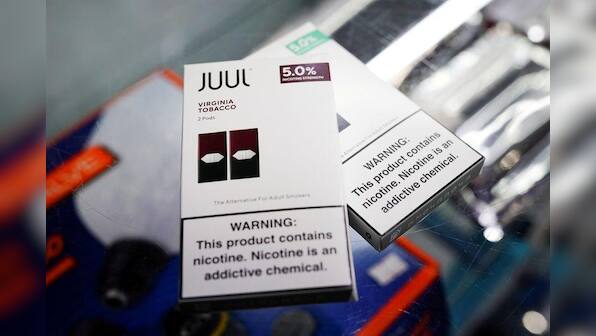 JUUL
5.0%
NICOTINE STRENGTH
VIRGINIA
TOBACCO
2 Pods
The Alternative For Adult Smokers
WARNING:
This product contains
nicotine. Nicotine is an
addictive chemical.
5.0%
WARNING:
This product contains
nicotine. Nicotine is an
addictive chemical.